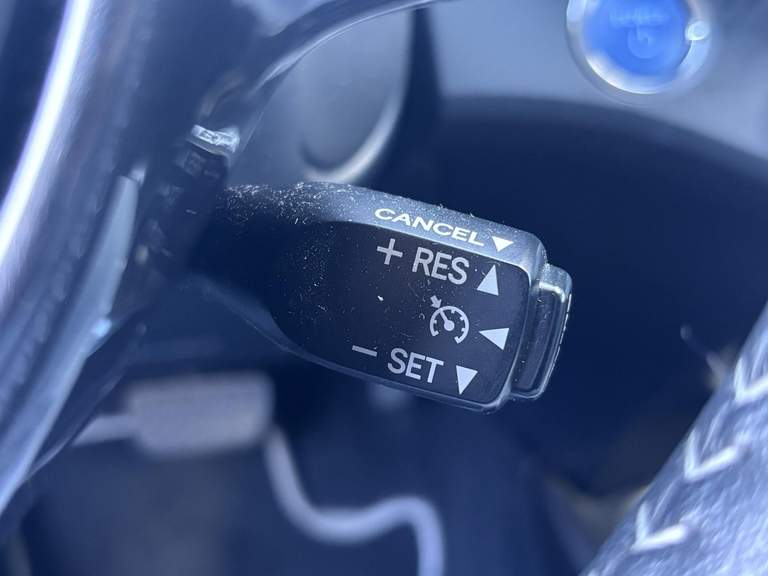 CANCEL ▼
+ RES ▲
◀
− SET ▼